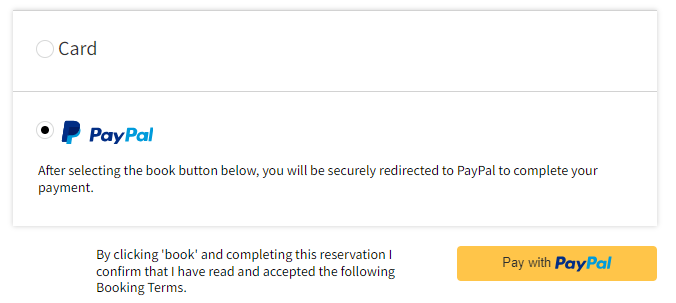 Card
PayPal
After selecting the book button below, you will be securely redirected to PayPal to complete your
payment.
By clicking 'book' and completing this reservation I
confirm that I have read and accepted the following
Booking Terms.
Pay with PayPal